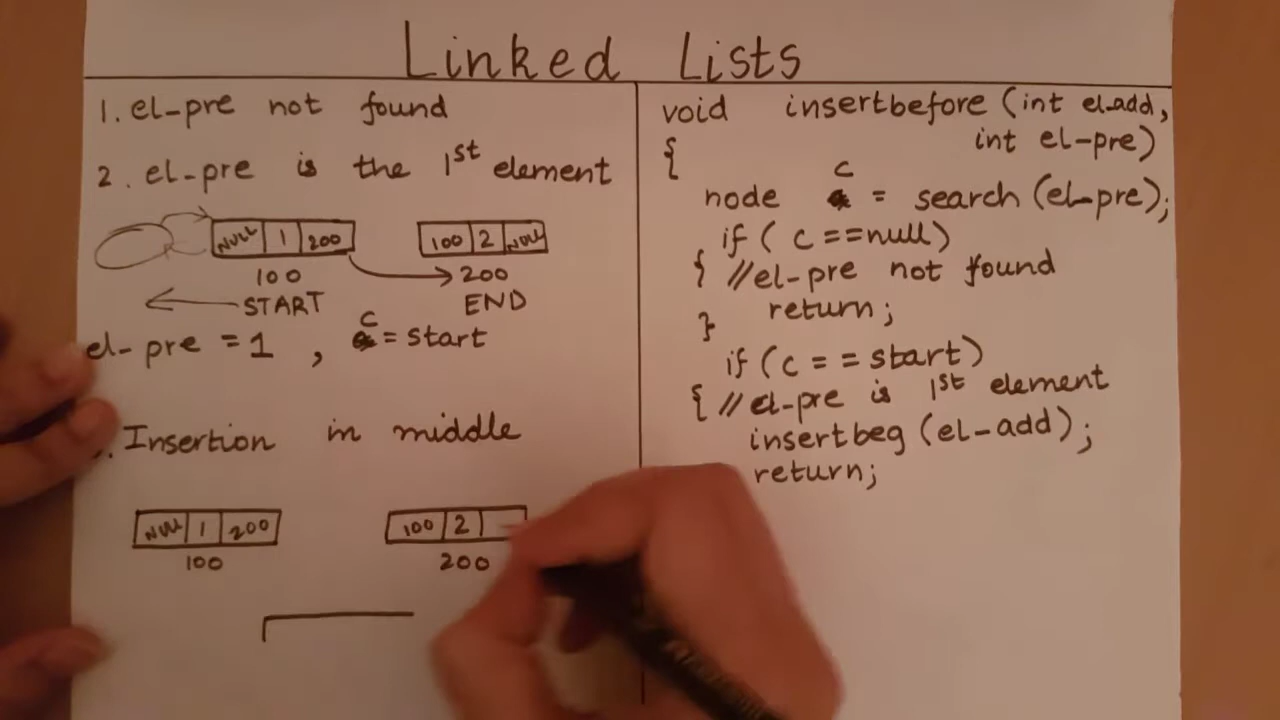 Linked Lists
1. el-pre not found
2. el-pre is the 1st element
NULL 1 200
100 2 NULL
100
200
START
END
el-pre = 1 , c = start
Insertion in middle
NULL 1 200
100 2
100
200
void insertbefore (int el-add,
int el-pre)
{
node c = search (el-pre);
if ( c ==null)
{ //el-pre not found
return;
}
if (c == start)
{ // el-pre is 1st element
insertbeg (el-add);
return;